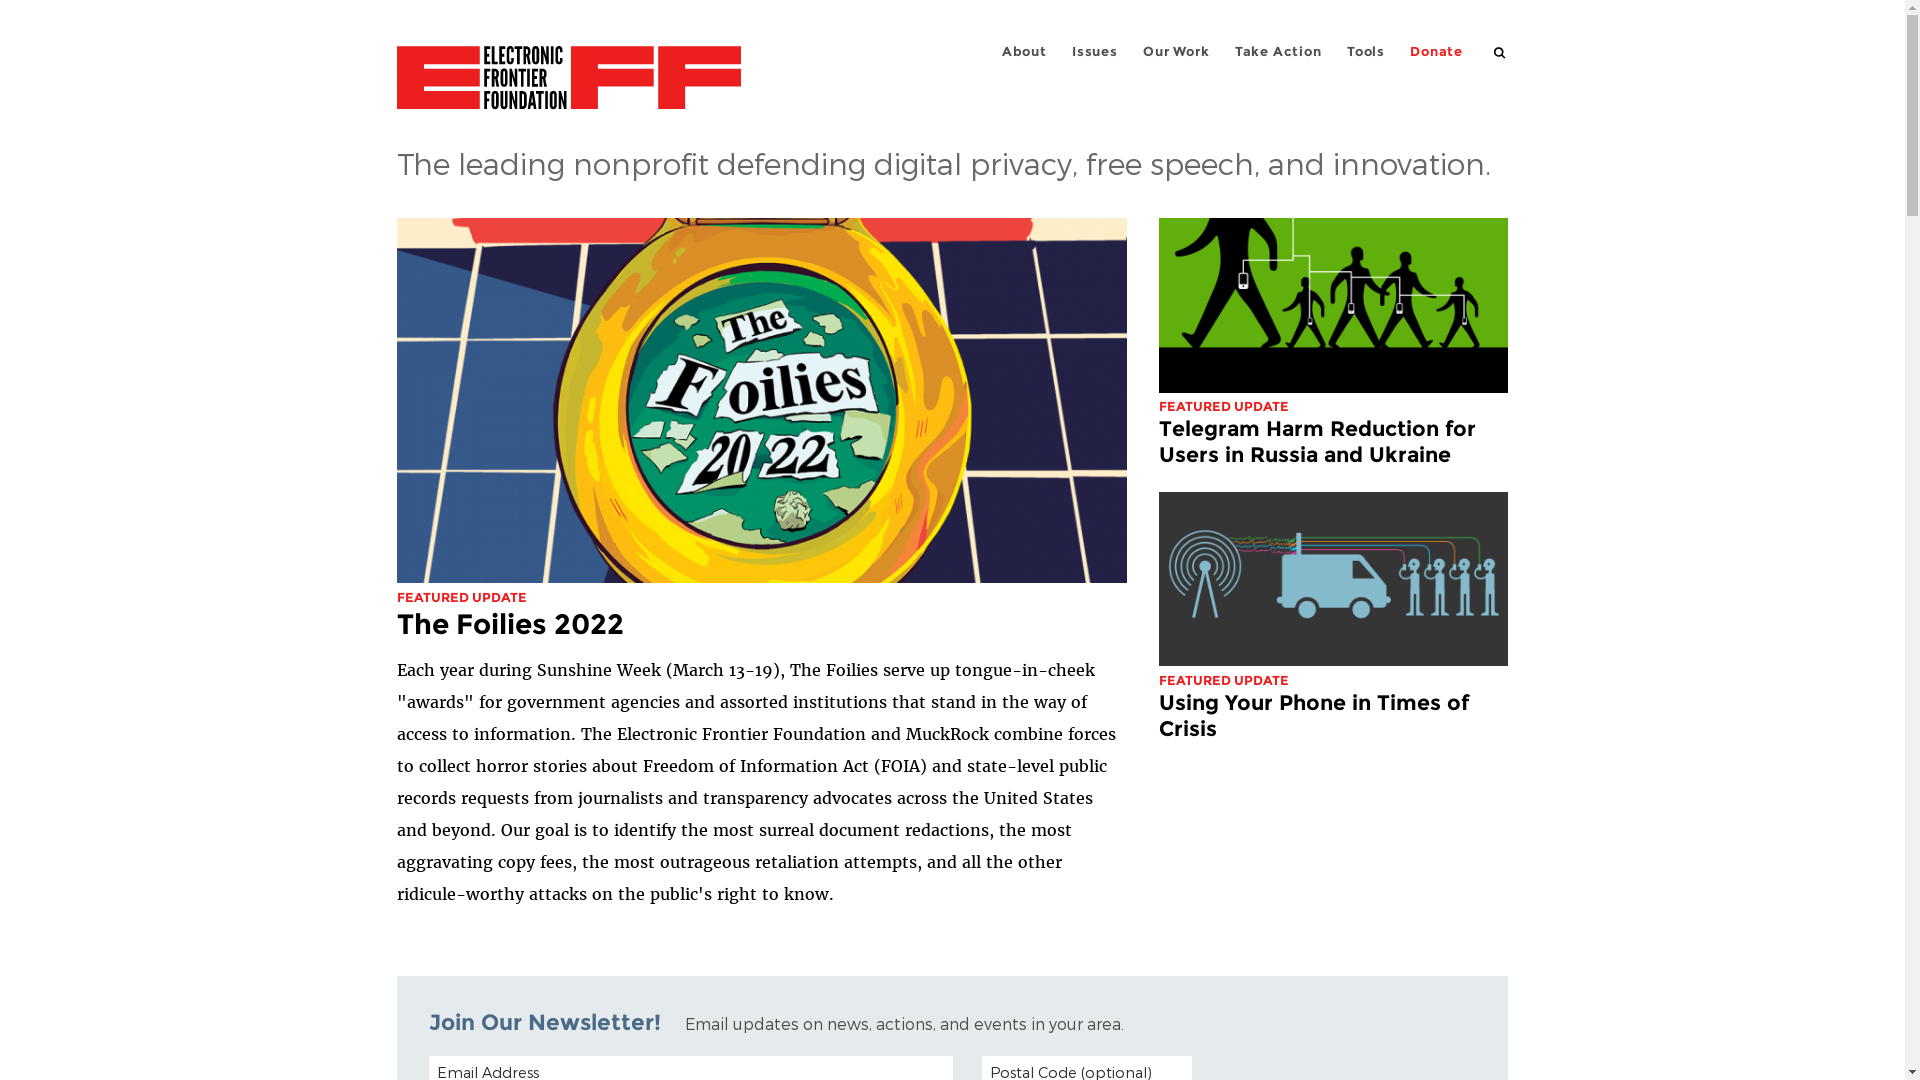 ELECTRONIC
FRONTIER
FOUNDATION
EFF
About Issues Our Work Take Action Tools Donate
The leading nonprofit defending digital privacy, free speech, and innovation.
The
Foilies
2022
FEATURED UPDATE
The Foilies 2022
Each year during Sunshine Week (March 13-19), The Foilies serve up tongue-in-cheek
"awards" for government agencies and assorted institutions that stand in the way of
access to information. The Electronic Frontier Foundation and MuckRock combine forces
to collect horror stories about Freedom of Information Act (FOIA) and state-level public
records requests from journalists and transparency advocates across the United States
and beyond. Our goal is to identify the most surreal document redactions, the most
aggravating copy fees, the most outrageous retaliation attempts, and all the other
ridicule-worthy attacks on the public's right to know.
FEATURED UPDATE
Telegram Harm Reduction for
Users in Russia and Ukraine
FEATURED UPDATE
Using Your Phone in Times of
Crisis
Join Our Newsletter! Email updates on news, actions, and events in your area.
Email Address Postal Code (optional)